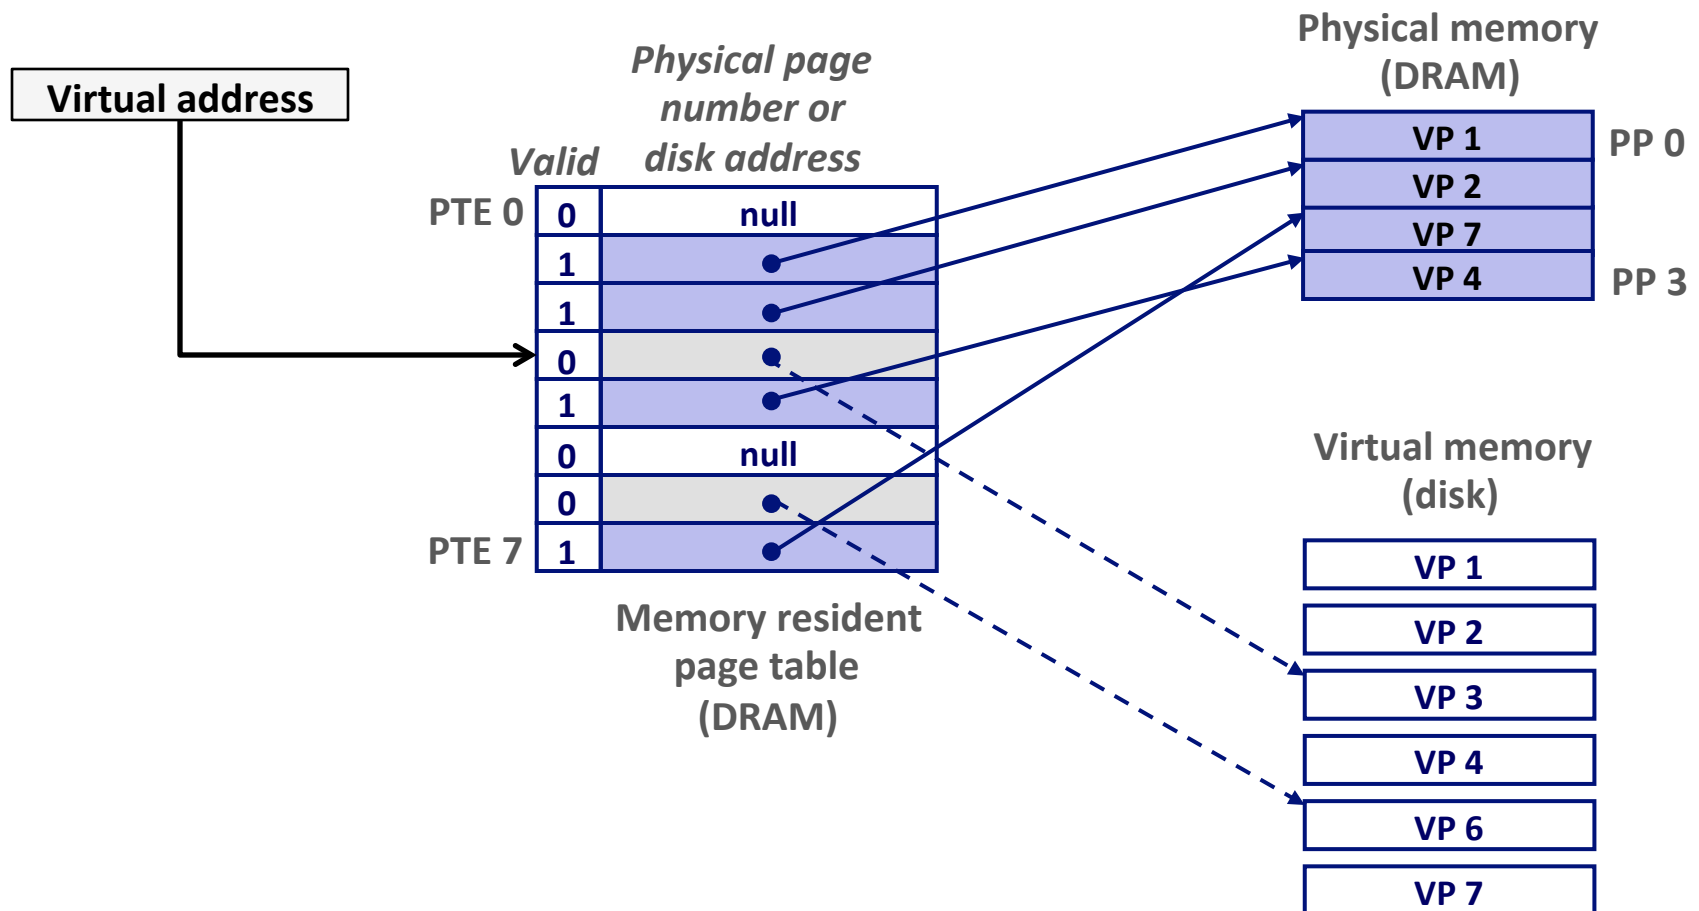 Virtual address
Physical page
number or
disk address
Valid
PTE 0
0
null
1
1
0
1
0
null
0
PTE 7
1
Memory resident
page table
(DRAM)
Physical memory
(DRAM)
VP 1
PP 0
VP 2
VP 7
VP 4
PP 3
Virtual memory
(disk)
VP 1
VP 2
VP 3
VP 4
VP 6
VP 7